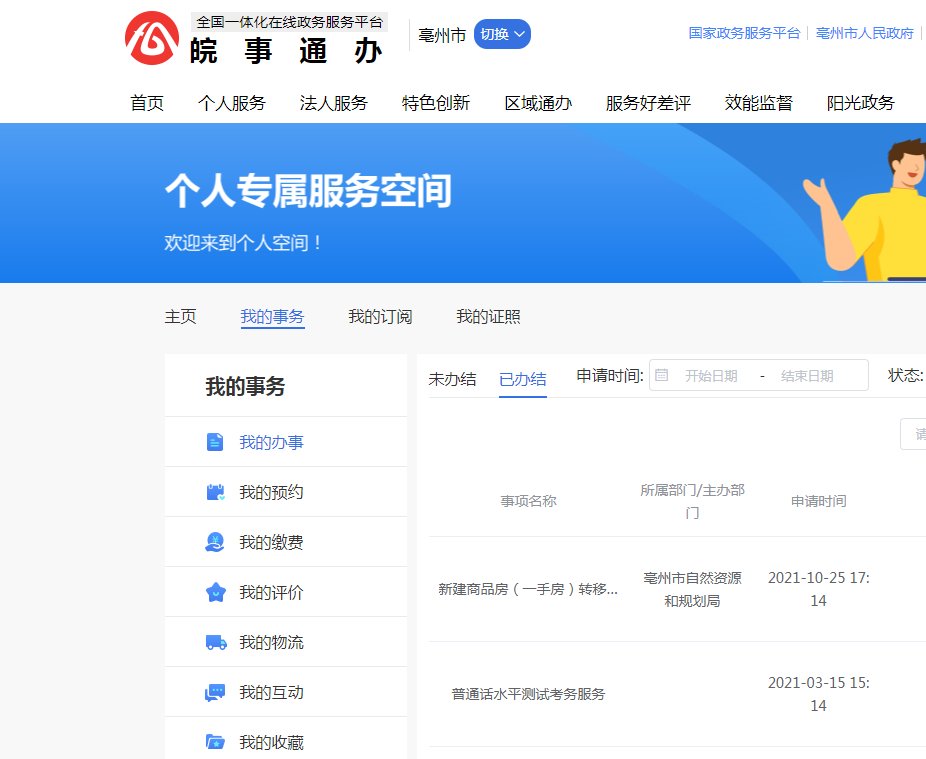 全国一体化在线政务服务平台
皖事通办
亳州市 切换
国家政务服务平台 亳州市人民政府
首页 个人服务 法人服务 特色创新 区域通办 服务好差评 效能监督 阳光政务
个人专属服务空间
欢迎来到个人空间！
主页 我的事务 我的订阅 我的证照
我的事务
我的办事
我的预约
我的缴费
我的评价
我的物流
我的互动
我的收藏
未办结 已办结 申请时间: 开始日期 - 结束日期 状态:
请
事项名称 所属部门/主办部 申请时间
门
新建商品房（一手房）转移... 亳州市自然资源 2021-10-25 17:
和规划局 14
普通话水平测试考务服务 2021-03-15 15:
14